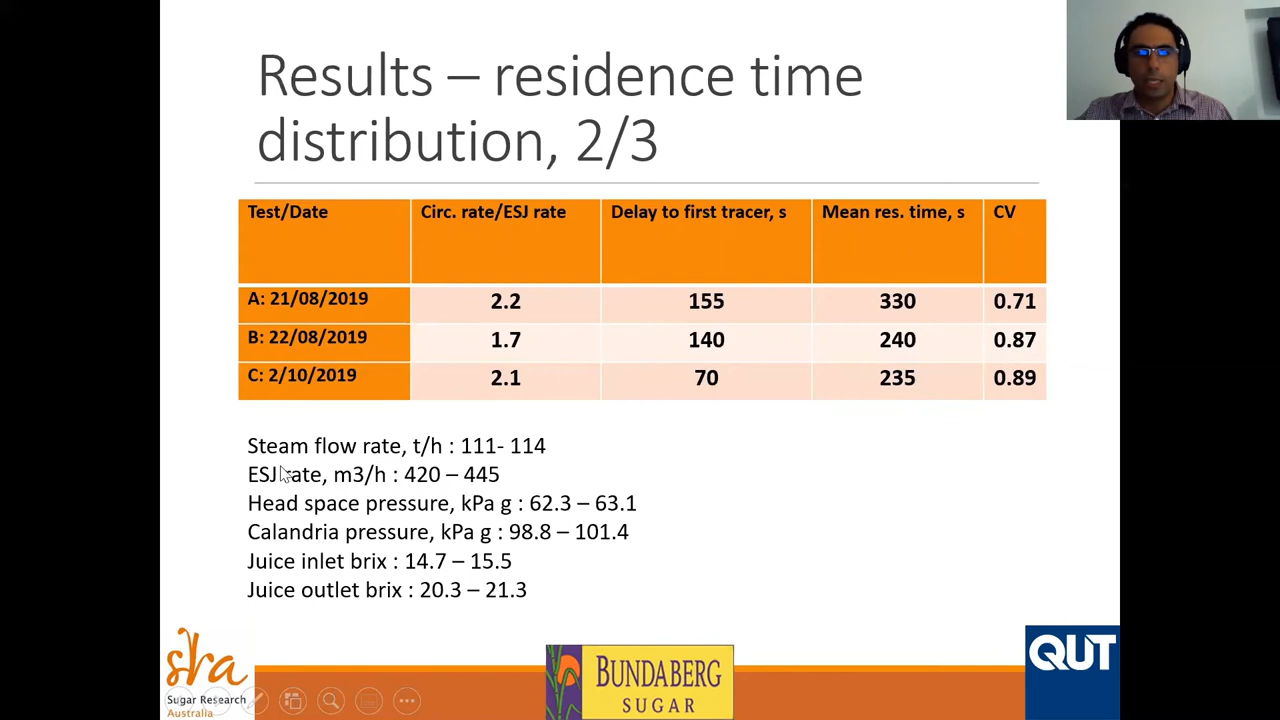 Results – residence time
distribution, 2/3
Test/Date Circ. rate/ESJ rate Delay to first tracer, s Mean res. time, s CV
A: 21/08/2019 2.2 155 330 0.71
B: 22/08/2019 1.7 140 240 0.87
C: 2/10/2019 2.1 70 235 0.89
Steam flow rate, t/h : 111- 114
ESJ rate, m3/h : 420 – 445
Head space pressure, kPa g : 62.3 – 63.1
Calandria pressure, kPa g : 98.8 – 101.4
Juice inlet brix : 14.7 – 15.5
Juice outlet brix : 20.3 – 21.3
sra
Sugar Research
Australia
BUNDABERG
SUGAR
QUT